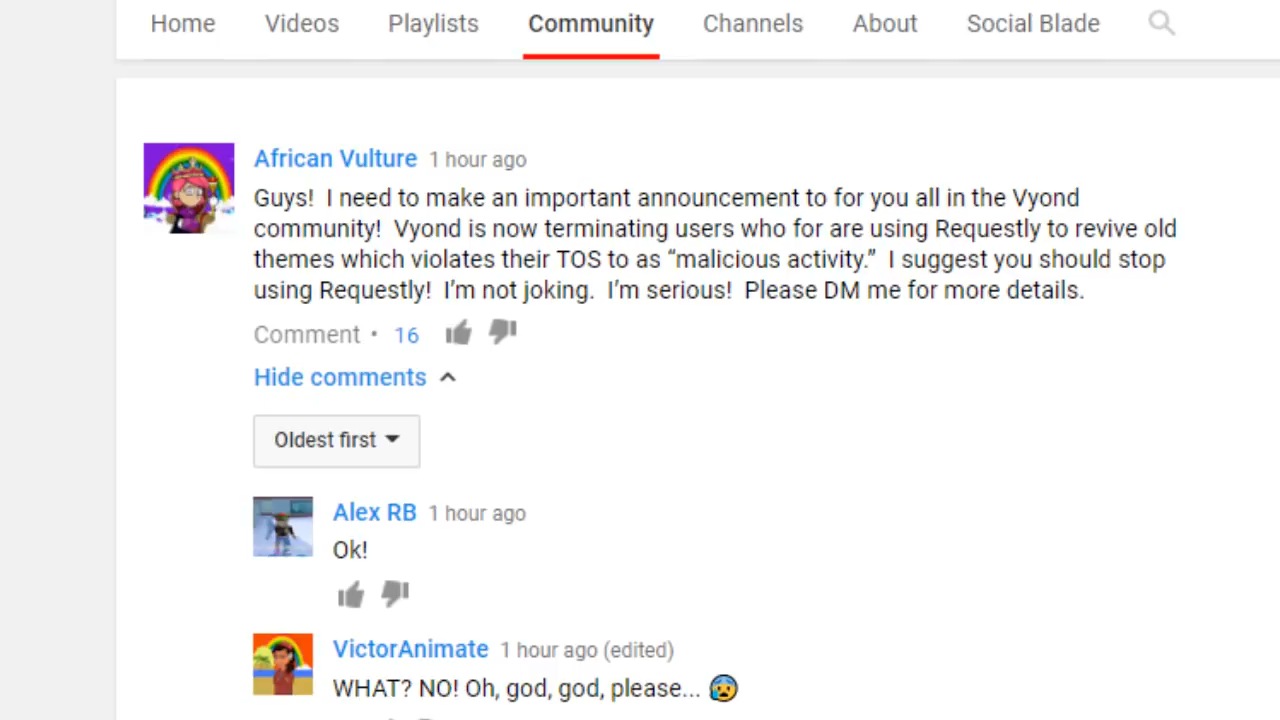 Home Videos Playlists Community Channels About Social Blade
African Vulture 1 hour ago
Guys!  I need to make an important announcement to for you all in the Vyond
community!  Vyond is now terminating users who for are using Requestly to revive old
themes which violates their TOS to as “malicious activity.”  I suggest you should stop
using Requestly!  I’m not joking.  I’m serious!  Please DM me for more details.
Comment • 16
Hide comments
Oldest first
Alex RB 1 hour ago
Ok!
VictorAnimate 1 hour ago (edited)
WHAT? NO! Oh, god, god, please... 😰